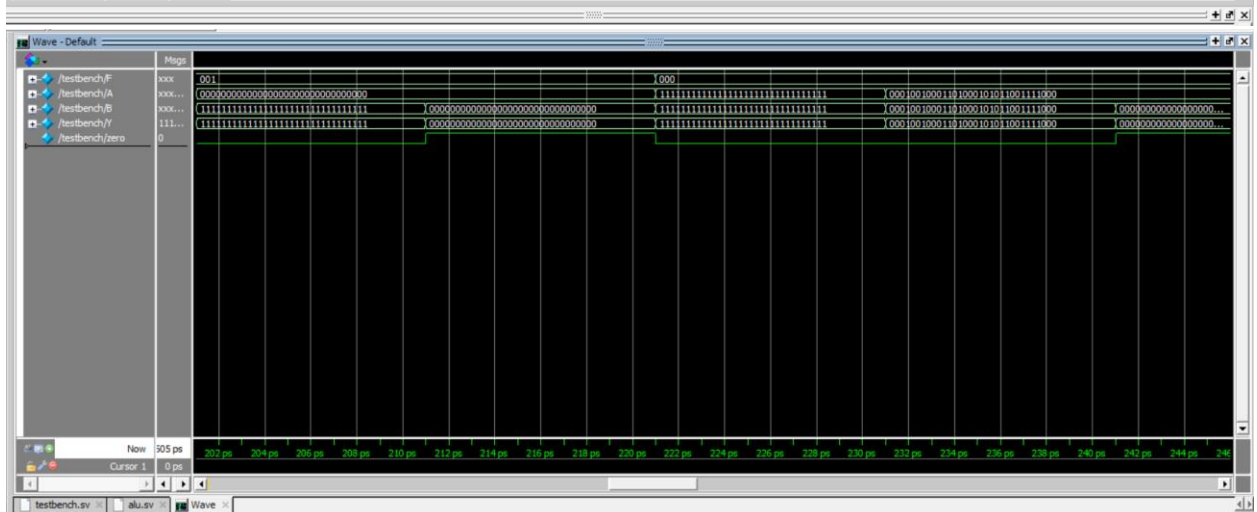 Wave - Default
Msgs
/testbench/F xxx 001 000
/testbench/A xxx... 00000000000000000000000000000000 11111111111111111111111111111111 00010010001101000101011001111000
/testbench/B xxx... 11111111111111111111111111111111 00000000000000000000000000000000 11111111111111111111111111111111 00010010001101000101011001111000 000000000000000000...
/testbench/Y 111... 11111111111111111111111111111111 00000000000000000000000000000000 11111111111111111111111111111111 00010010001101000101011001111000 000000000000000000...
/testbench/zero 0
Now 505 ps 202 ps 204 ps 206 ps 208 ps 210 ps 212 ps 214 ps 216 ps 218 ps 220 ps 222 ps 224 ps 226 ps 228 ps 230 ps 232 ps 234 ps 236 ps 238 ps 240 ps 242 ps 244 ps 246
Cursor 1 0 ps
testbench.sv alu.sv Wave